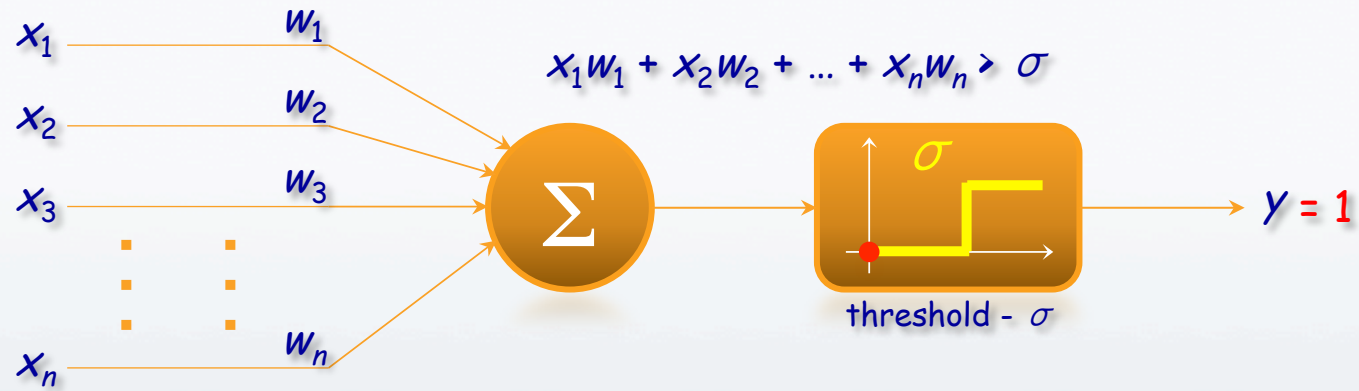 x₁ w₁
x₁w₁ + x₂w₂ + ... + xₙwₙ > σ
x₂ w₂
σ
x₃ w₃
Σ
y = 1
threshold - σ
xₙ wₙ